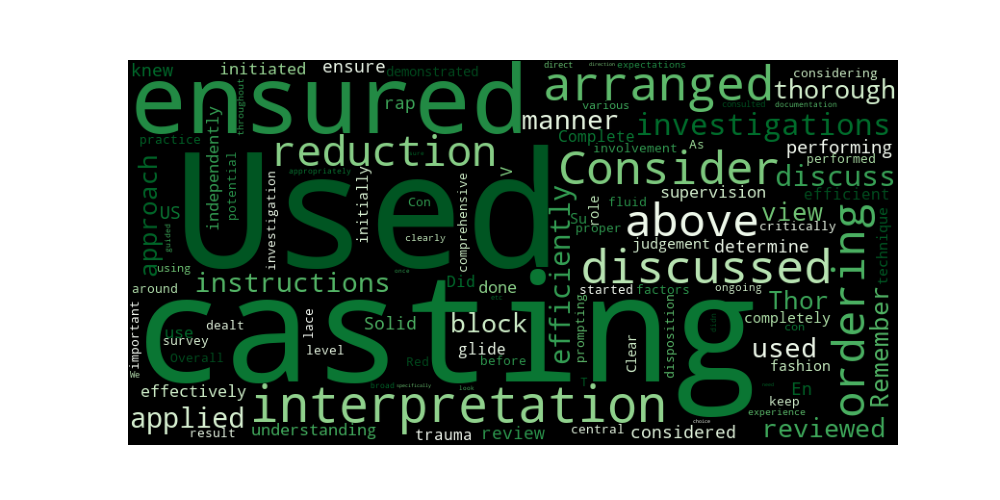 knew
initiated
ensure
demonstrated
direct
direction
expectations
considering
ensured
arranged
thorough
throughout
rap
various
consulted
documentation
manner
investigations
practice
independently
reduction
Complete
As
performing
involvement
performed
Used
Consider
discuss
approach
potential
appropriately
investigation
initially
comprehensive
V
supervision
efficient
US
Con
fluid
role
above
view
critically
guided
clearly
Su
proper
judgement
determine
using
once
discussed
ordering
technique
around
instructions
Did
done
efficiently
started
factors
ongoing
Thor
Remember
important
use
survey
dealt
lace
Solid
block
prompting
disposition
didn
completely
con
casting
level
glide
Clear
used
We
Overall
Red
before
fashion
effectively
broad
specifically
look
etc
T
need
En
keep
applied
interpretation
experience
result
understanding
trauma
review
central
considered
choice
reviewed